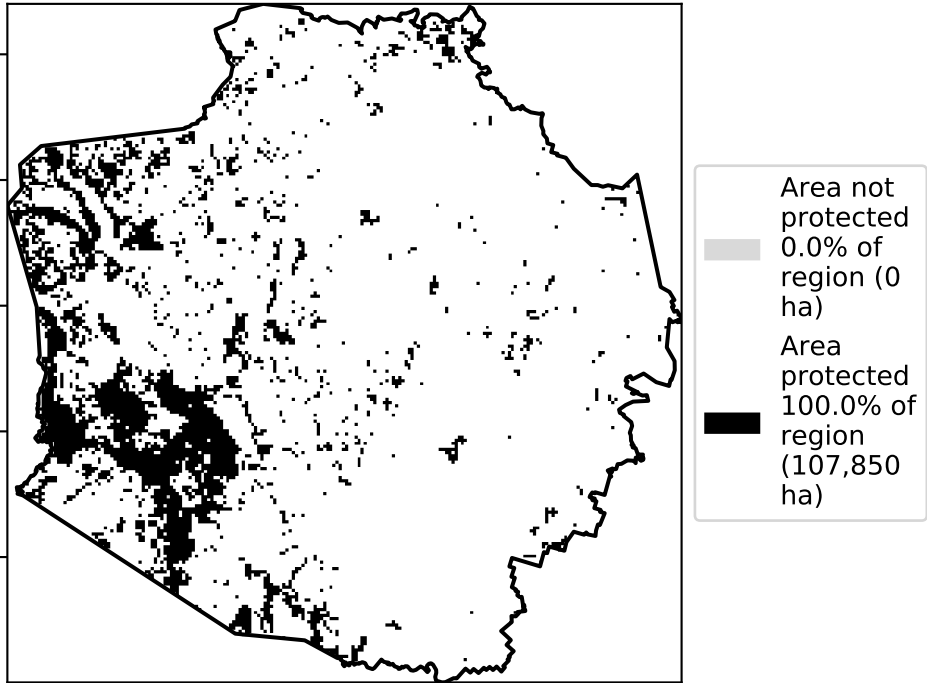 Area not
protected
0.0% of
region (0
ha)
Area
protected
100.0% of
region
(107,850
ha)